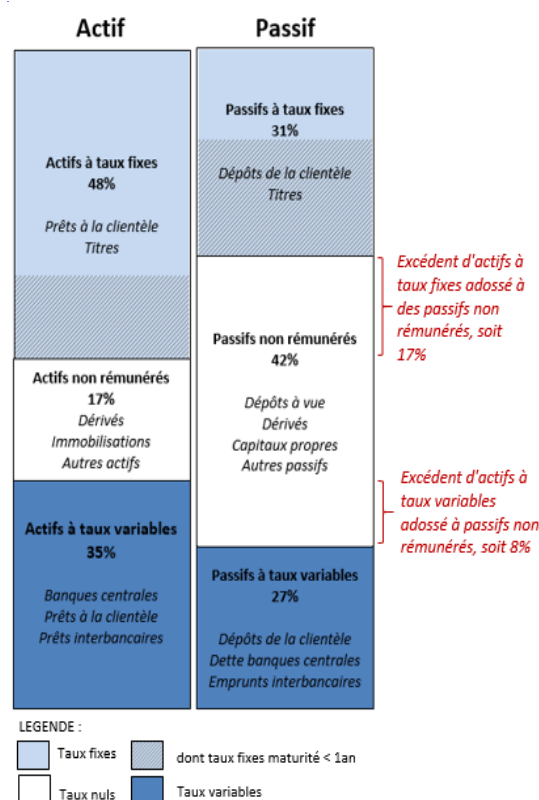 Actif
Passif
Actifs à taux fixes
48%
Prêts à la clientèle
Titres
Actifs non rémunérés
17%
Dérivés
Immobilisations
Autres actifs
Actifs à taux variables
35%
Banques centrales
Prêts à la clientèle
Prêts interbancaires
Passifs à taux fixes
31%
Dépôts de la clientèle
Titres
Passifs non rémunérés
42%
Dépôts à vue
Dérivés
Capitaux propres
Autres passifs
Passifs à taux variables
27%
Dépôts de la clientèle
Dette banques centrales
Emprunts interbancaires
Excédent d'actifs à
taux fixes adossé à
des passifs non
rémunérés, soit
17%
Excédent d'actifs à
taux variables
adossé à passifs non
rémunérés, soit 8%
LEGENDE :
Taux fixes
dont taux fixes maturité < 1an
Taux nuls
Taux variables